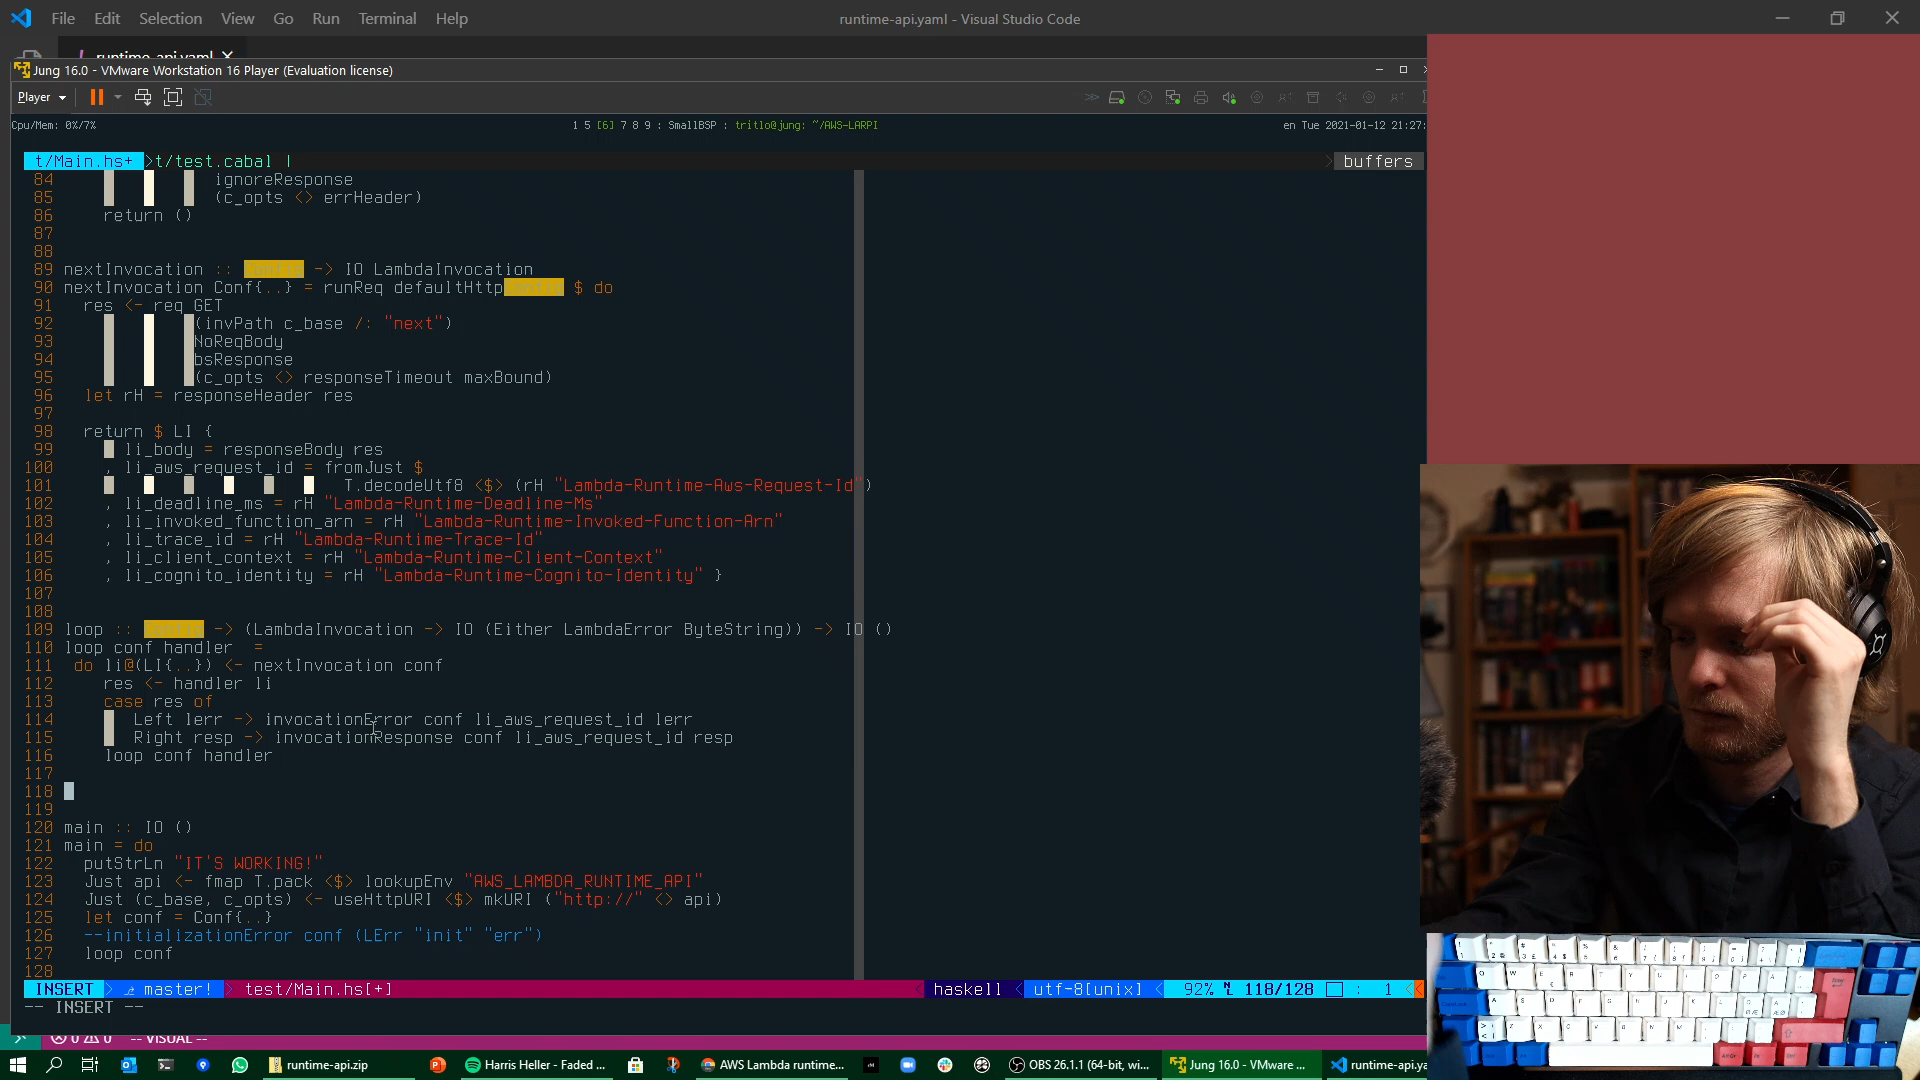 File Edit Selection View Go Run Terminal Help
runtime-api.yaml - Visual Studio Code
runtime-api.yaml
Jung 16.0 - VMware Workstation 16 Player (Evaluation license)
Player
Cpu/Mem: 0%/7%
1 5 [6] 7 8 9 : SmallBSP : tritlo@jung: ~/AWS-LARPI
en Tue 2021-01-12 21:27:
t/Main.hs+ >t/test.cabal |
buffers
84 ignoreResponse
85 (c_opts <> errHeader)
86 return ()
87
88
89 nextInvocation :: -> IO LambdaInvocation
90 nextInvocation Conf{..} = runReq defaultHttp $ do
91 res <- req GET
92 (invPath c_base /: "next")
93 NoReqBody
94 bsResponse
95 (c_opts <> responseTimeout maxBound)
96 let rH = responseHeader res
97
98 return $ LI {
99 li_body = responseBody res
100 , li_aws_request_id = fromJust $
101 T.decodeUtf8 <$> (rH "Lambda-Runtime-Aws-Request-Id")
102 , li_deadline_ms = rH "Lambda-Runtime-Deadline-Ms"
103 , li_invoked_function_arn = rH "Lambda-Runtime-Invoked-Function-Arn"
104 , li_trace_id = rH "Lambda-Runtime-Trace-Id"
105 , li_client_context = rH "Lambda-Runtime-Client-Context"
106 , li_cognito_identity = rH "Lambda-Runtime-Cognito-Identity" }
107
108
109 loop :: -> (LambdaInvocation -> IO (Either LambdaError ByteString)) -> IO ()
110 loop conf handler =
111 do li@(LI{..}) <- nextInvocation conf
112 res <- handler li
113 case res of
114 Left lerr -> invocationError conf li_aws_request_id lerr
115 Right resp -> invocationResponse conf li_aws_request_id resp
116 loop conf handler
117
118
119
120 main :: IO ()
121 main = do
122 putStrLn "IT'S WORKING!"
123 Just api <- fmap T.pack <$> lookupEnv "AWS_LAMBDA_RUNTIME_API"
124 Just (c_base, c_opts) <- useHttpURI <$> mkURI ("http://" <> api)
125 let conf = Conf{..}
126 --initializationError conf (LErr "init" "err")
127 loop conf
128
INSERT > master! > test/Main.hs[+]
haskell < utf-8[unix] < 92% 118/128 : 1
-- INSERT --
0 0 -- VISUAL --
runtime-api.zip
Harris Heller - Faded ...
AWS Lambda runtime...
OBS 26.1.1 (64-bit, wi...
Jung 16.0 - VMware ...
runtime-api.ya